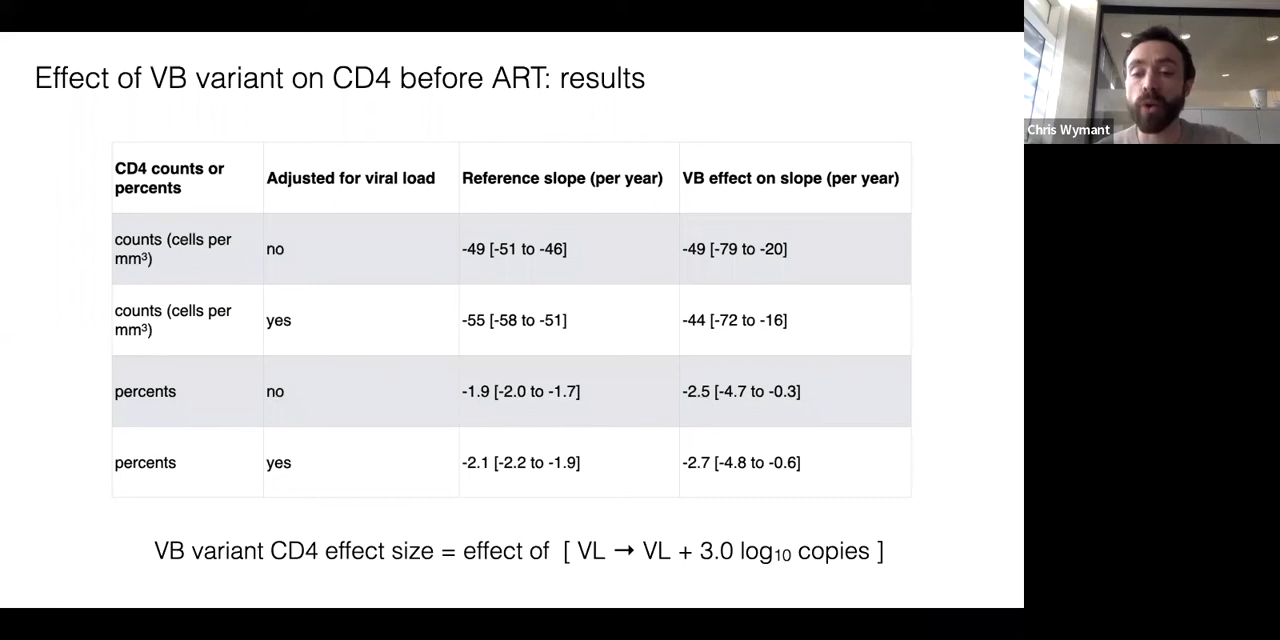 Effect of VB variant on CD4 before ART: results
Chris Wymant
CD4 counts or
percents
Adjusted for viral load
Reference slope (per year)
VB effect on slope (per year)
counts (cells per
mm³)
no
-49 [-51 to -46]
-49 [-79 to -20]
counts (cells per
mm³)
yes
-55 [-58 to -51]
-44 [-72 to -16]
percents
no
-1.9 [-2.0 to -1.7]
-2.5 [-4.7 to -0.3]
percents
yes
-2.1 [-2.2 to -1.9]
-2.7 [-4.8 to -0.6]
VB variant CD4 effect size = effect of [ VL → VL + 3.0 log₁₀ copies ]